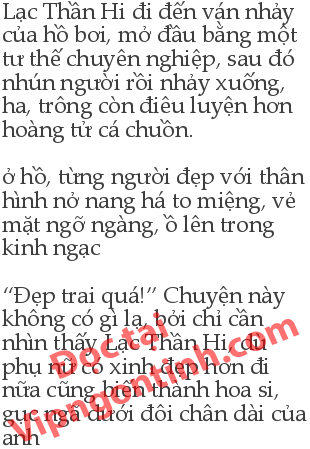 Lạc Thần Hi đi đến ván nhảy
của hồ bơi, mở đầu bằng một
tư thế chuyên nghiệp, sau đó
nhún người rồi nhảy xuống,
ha, trông còn điêu luyện hơn
hoàng tử cá chuồn.
ở hồ, từng người đẹp với thân
hình nở nang há to miệng, vẻ
mặt ngỡ ngàng, ồ lên trong
kinh ngạc
“Đẹp trai quá!” Chuyện này
không có gì lạ, bởi chỉ cần
nhìn thấy Lạc Thần Hi, dù
phụ nữ có xinh đẹp hơn đi
nữa cũng biến thành hoa si,
gục ngã dưới đôi chân dài của
anh
Đọc tại
Vipngontinh.com